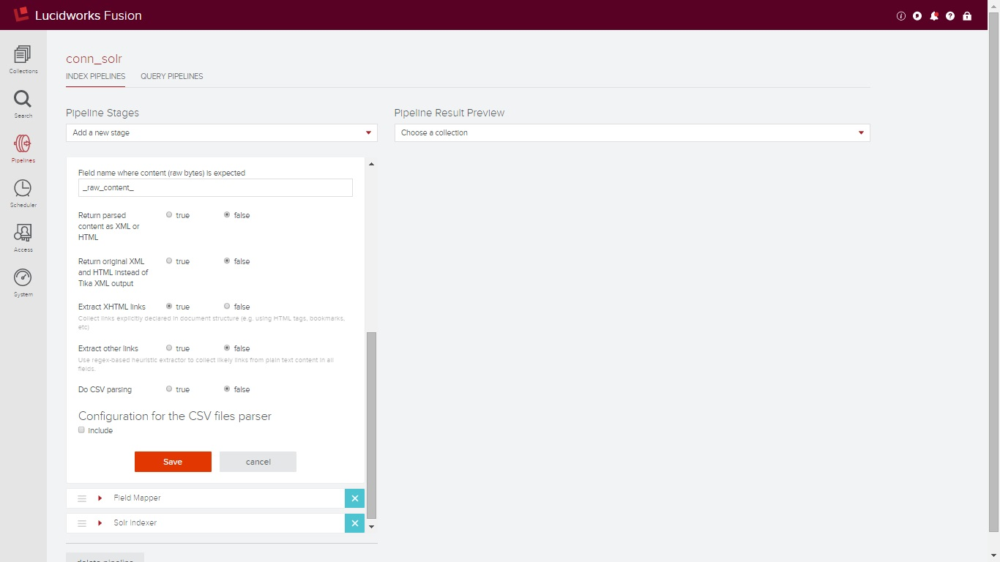 Lucidworks Fusion
Collections
Search
Pipelines
Scheduler
Access
System
conn_solr
INDEX PIPELINES QUERY PIPELINES
Pipeline Stages
Add a new stage
Field name where content (raw bytes) is expected
_raw_content_
Return parsed
content as XML or
HTML
true false
Return original XML
and HTML instead of
Tika XML output
true false
Extract XHTML links true false
Collect links explicitly declared in document structure (e.g. using HTML tags, bookmarks,
etc)
Extract other links true false
Use regex-based heuristic extractor to collect likely links from plain text content in all
fields.
Do CSV parsing true false
Configuration for the CSV files parser
Include
Save cancel
Field Mapper
Solr Indexer
delete pipeline
Pipeline Result Preview
Choose a collection